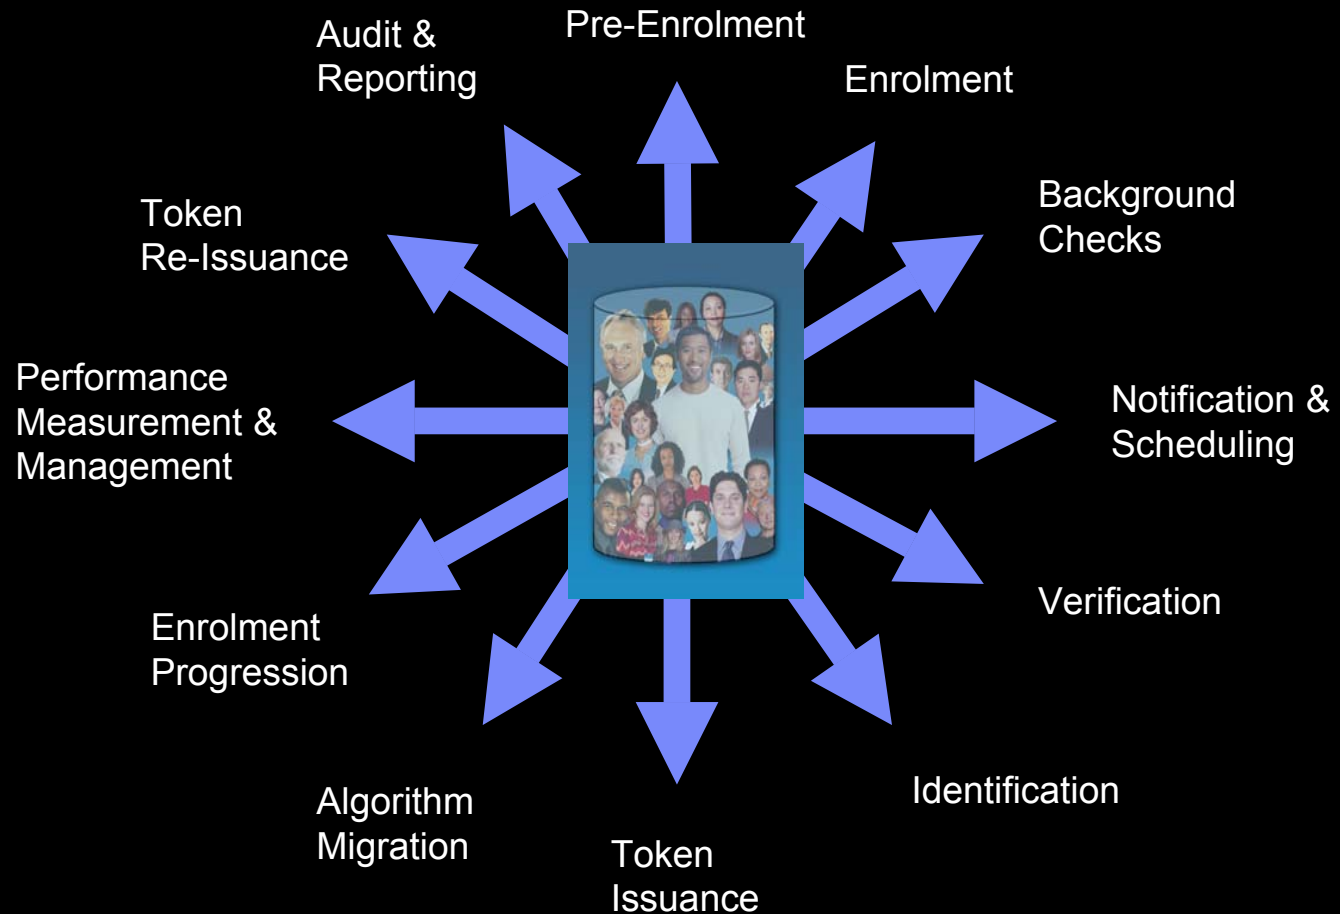 Pre-Enrolment
Enrolment
Background
Checks
Notification &
Scheduling
Verification
Identification
Token
Issuance
Algorithm
Migration
Enrolment
Progression
Performance
Measurement &
Management
Token
Re-Issuance
Audit &
Reporting